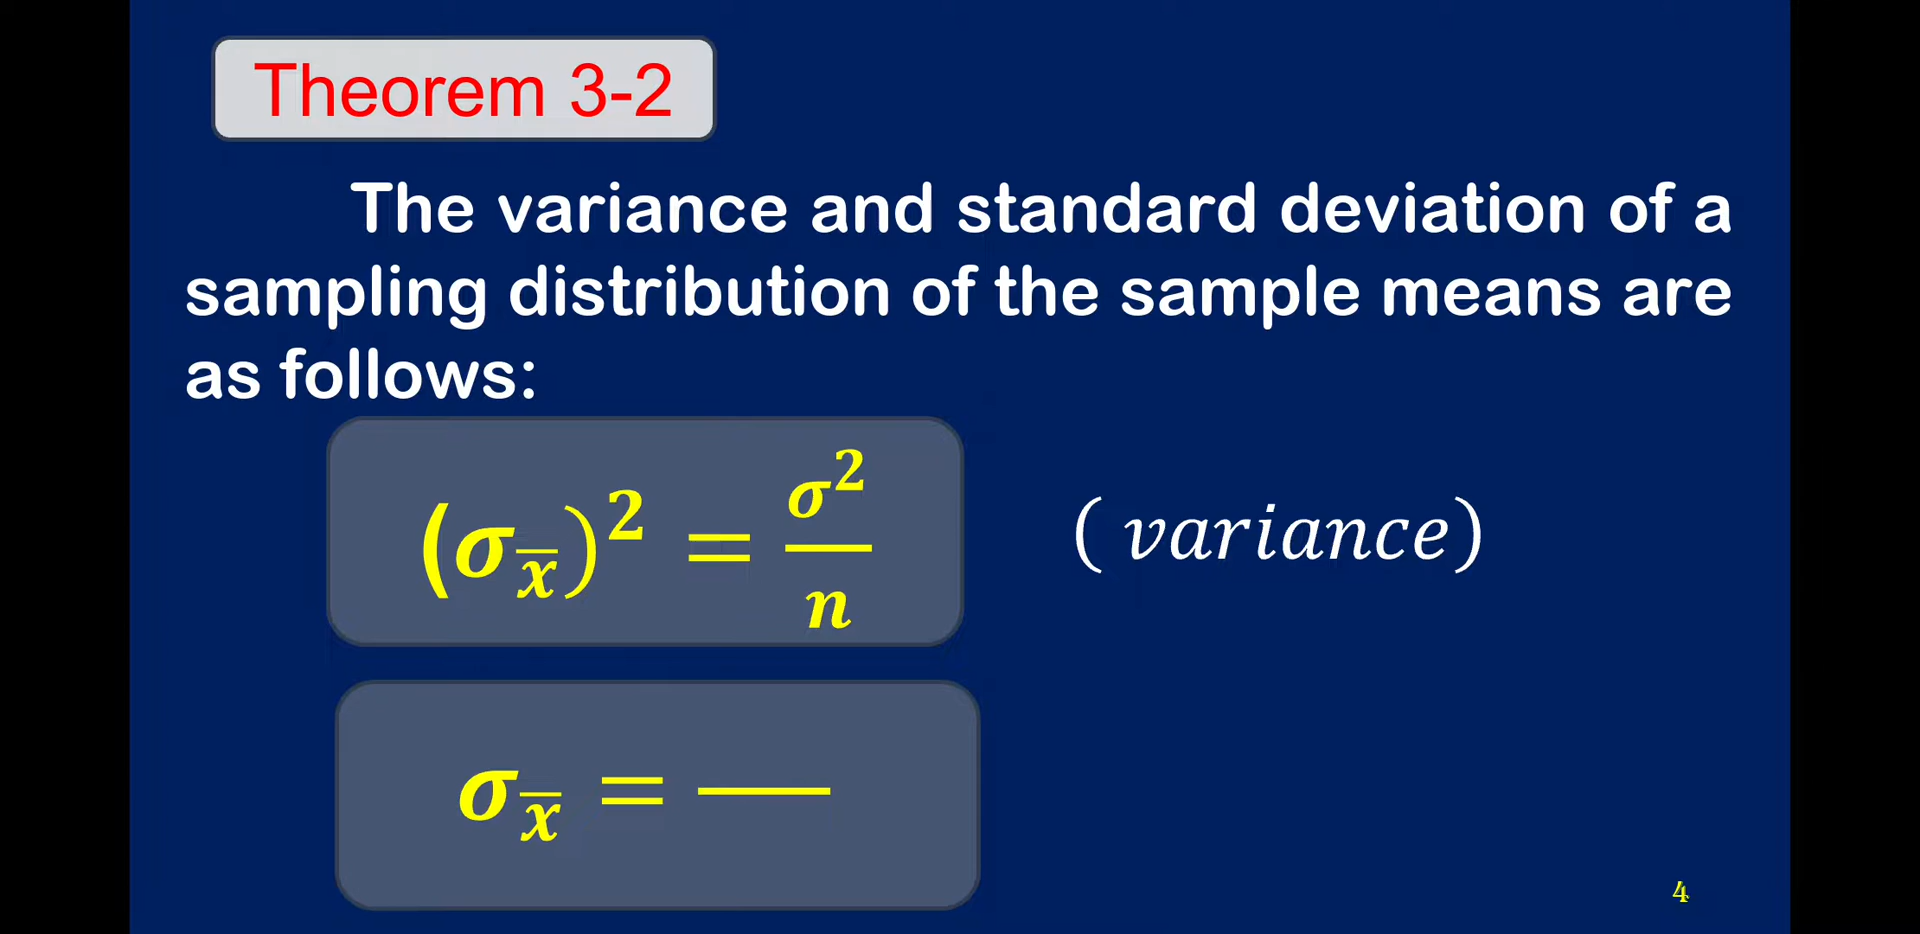 Theorem 3-2
The variance and standard deviation of a
sampling distribution of the sample means are
as follows:
(σ_x̅)² = σ²/n ( variance)
σ_x̅ = —
4